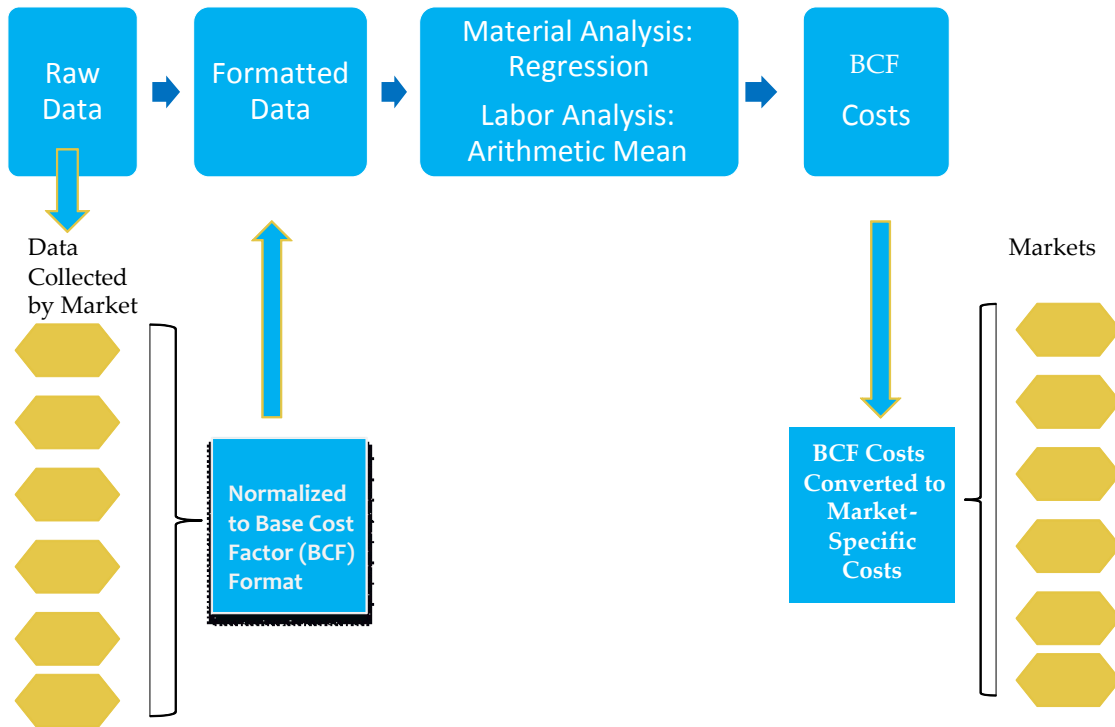 Raw
Data
Formatted
Data
Material Analysis:
Regression
Labor Analysis:
Arithmetic Mean
BCF
Costs
Data
Collected
by Market
Markets
Normalized
to Base Cost
Factor (BCF)
Format
BCF Costs
Converted to
Market-
Specific
Costs